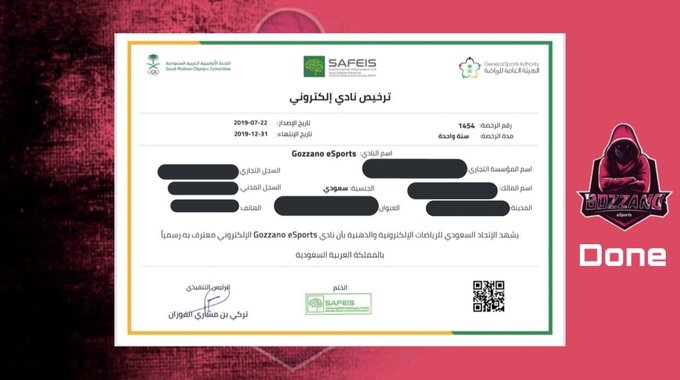 اللجنة الأولمبية العربية السعودية
Saudi Arabian Olympic Committee
SAFEIS
General Sports Authority
الهيئة العامة للرياضة
ترخيص نادي إلكتروني
رقم الرخصة: 1454
تاريخ الإصدار: 2019-07-22
مدة الرخصة: سنة واحدة
تاريخ الإنتهاء: 2019-12-31
اسم النادي: Gozzano eSports
اسم المؤسسة التجاري:
السجل التجاري:
اسم المالك:
الجنسية: سعودي
السجل المدني:
المدينة:
العنوان:
الهاتف:
يشهد الإتحاد السعودي للرياضات الإلكترونية والذهنية بأن نادي Gozzano eSports الإلكتروني معترف به رسمياً
بالمملكة العربية السعودية
الختم
SAFEIS
الرئيس التنفيذي
تركي بن مشاري الفوزان
GOZZANO
eSports
Done